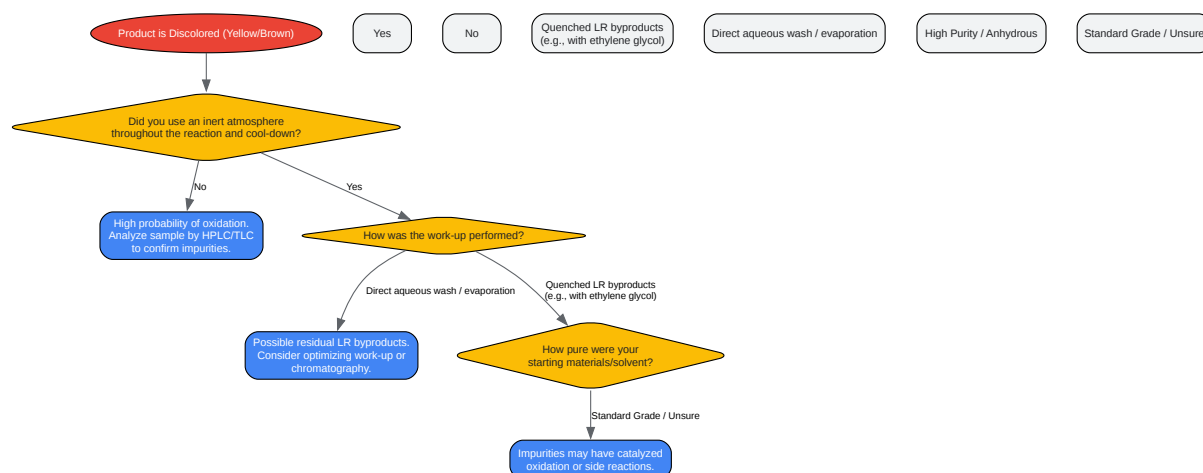 Product is Discolored (Yellow/Brown)
Yes
No
Quenched LR byproducts
(e.g., with ethylene glycol)
Direct aqueous wash / evaporation
High Purity / Anhydrous
Standard Grade / Unsure
Did you use an inert atmosphere
throughout the reaction and cool-down?
No
Yes
High probability of oxidation.
Analyze sample by HPLC/TLC
to confirm impurities.
How was the work-up performed?
Direct aqueous wash / evaporation
Quenched LR byproducts
(e.g., with ethylene glycol)
Possible residual LR byproducts.
Consider optimizing work-up or
chromatography.
How pure were your
starting materials/solvent?
Standard Grade / Unsure
Impurities may have catalyzed
oxidation or side reactions.